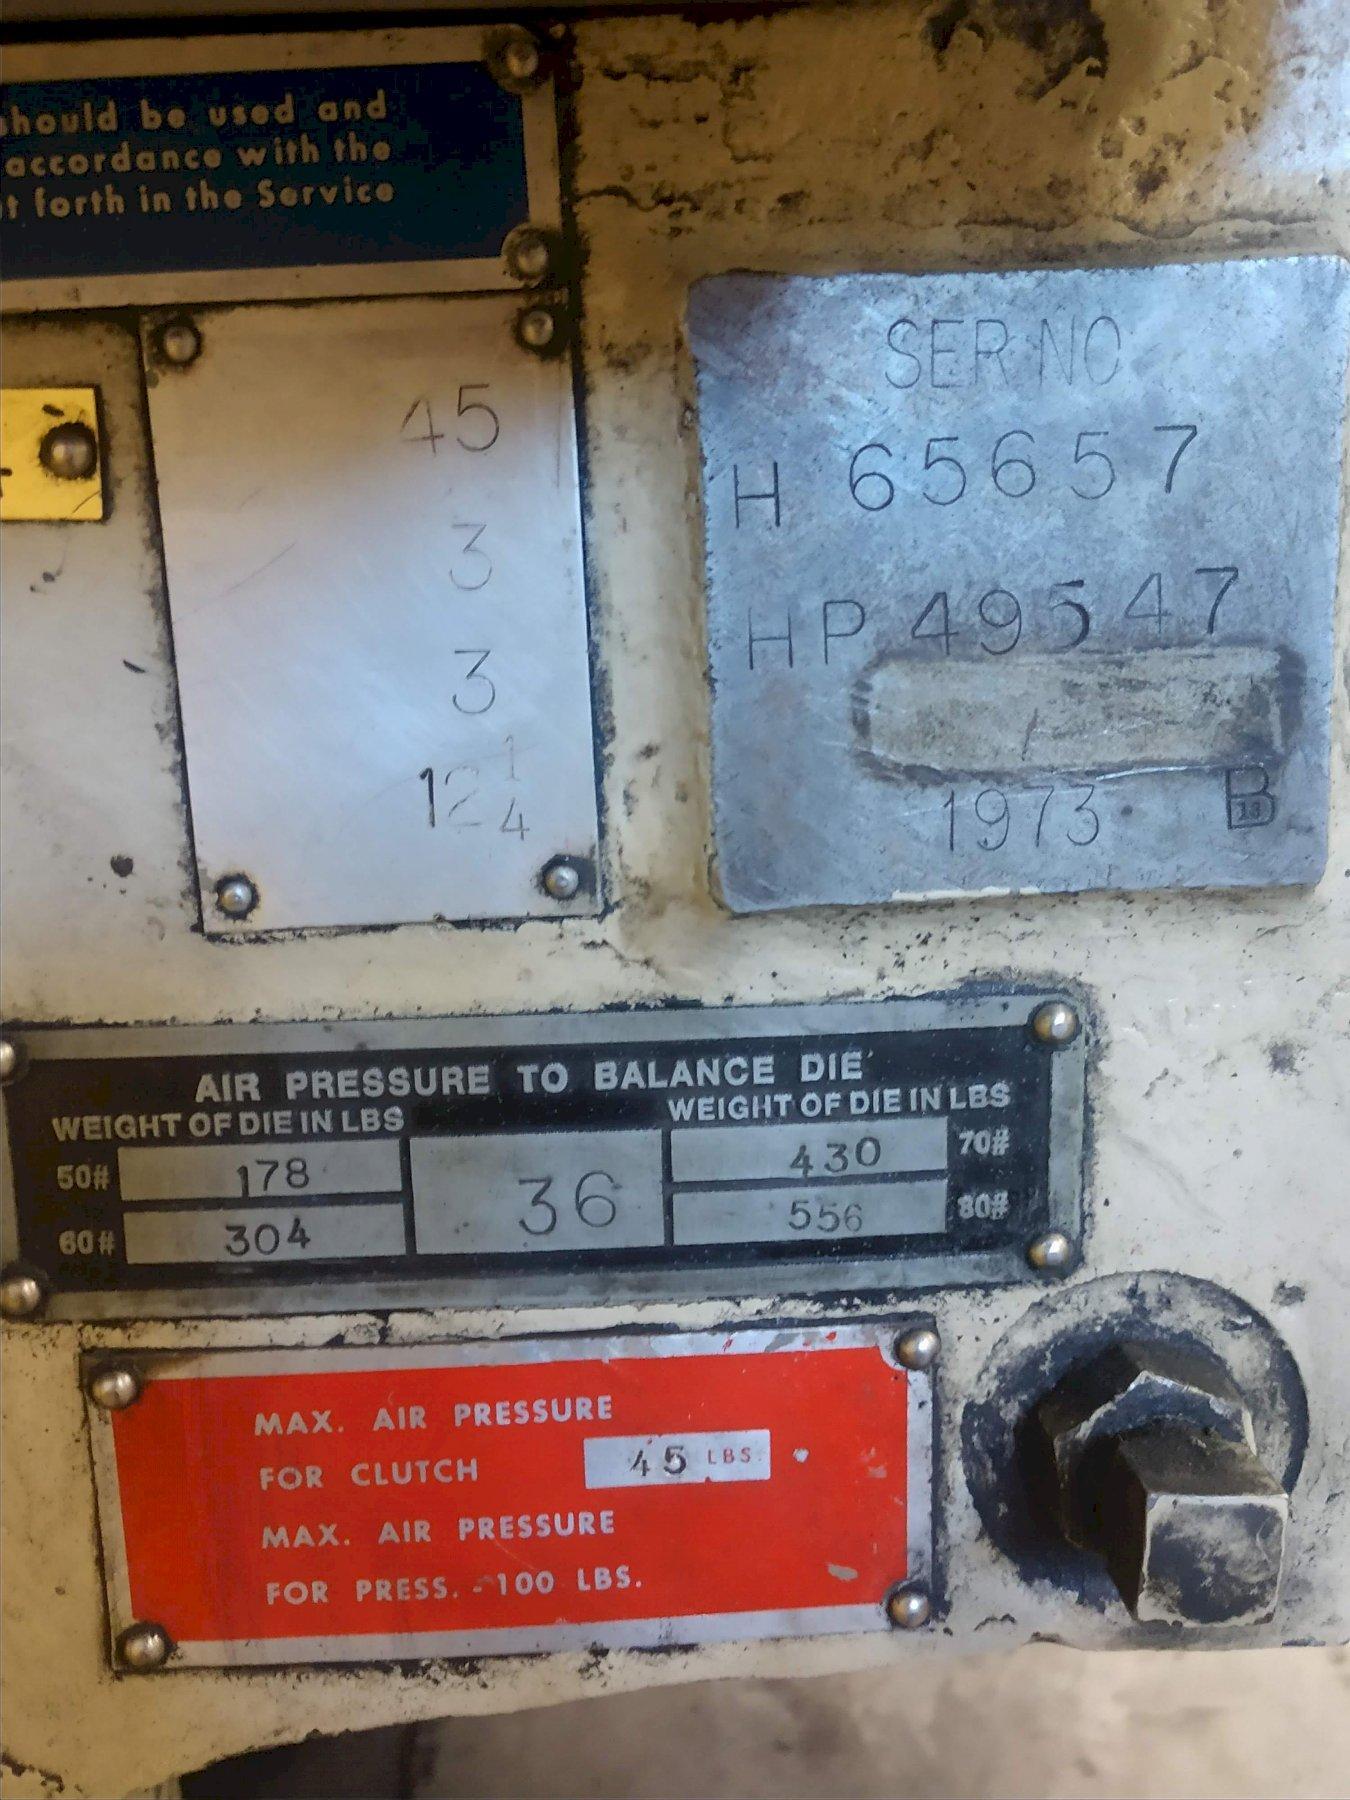 should be used and
accordance with the
t forth in the Service
45
3
3
12 1/4
SER NO
H 65657
HP 49547
1973 B
13
AIR PRESSURE TO BALANCE DIE
WEIGHT OF DIE IN LBS WEIGHT OF DIE IN LBS
50# 178 36 430 70#
60# 304 556 80#
MAX. AIR PRESSURE
FOR CLUTCH 45 LBS.
MAX. AIR PRESSURE
FOR PRESS. - 100 LBS.